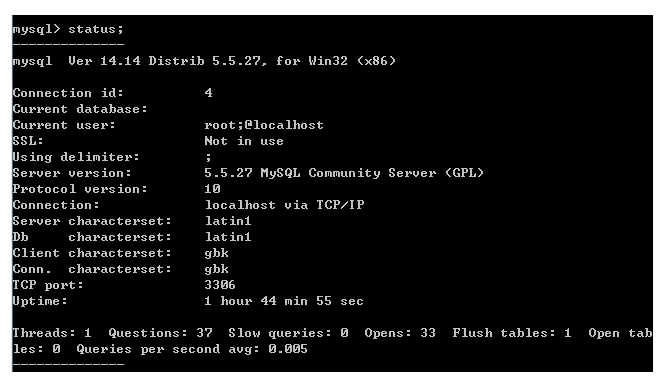 mysql> status;
--------------
mysql  Ver 14.14 Distrib 5.5.27, for Win32 (x86)
Connection id:          4
Current database:
Current user:           root;@localhost
SSL:                    Not in use
Using delimiter:        ;
Server version:         5.5.27 MySQL Community Server (GPL)
Protocol version:       10
Connection:             localhost via TCP/IP
Server characterset:    latin1
Db     characterset:    latin1
Client characterset:    gbk
Conn.  characterset:    gbk
TCP port:               3306
Uptime:                 1 hour 44 min 55 sec
Threads: 1  Questions: 37  Slow queries: 0  Opens: 33  Flush tables: 1  Open tab
les: 0  Queries per second avg: 0.005
--------------